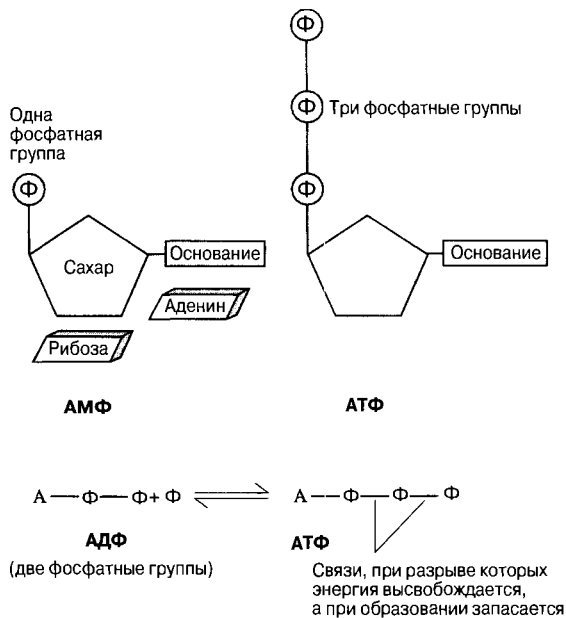 Ф
Ф
Три фосфатные группы
Одна
фосфатная
группа
Ф
Ф
Сахар
Основание
Основание
Аденин
Рибоза
АМФ
АТФ
А — Ф — Ф + Ф
А — Ф — Ф — Ф
АДФ
(две фосфатные группы)
АТФ
Связи, при разрыве которых
энергия высвобождается,
а при образовании запасается